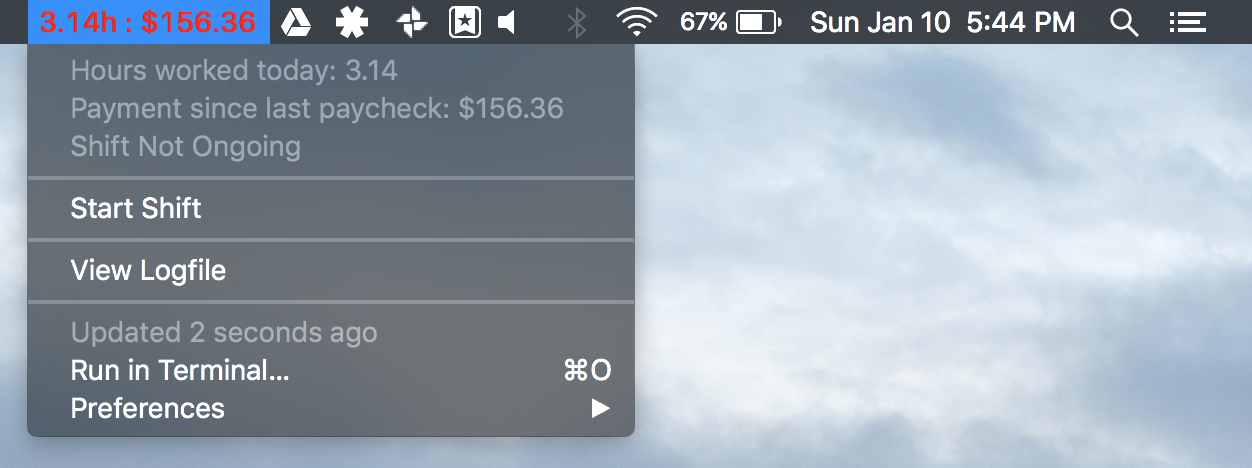 3.14h : $156.36 67% Sun Jan 10 5:44 PM
Hours worked today: 3.14
Payment since last paycheck: $156.36
Shift Not Ongoing
Start Shift
View Logfile
Updated 2 seconds ago
Run in Terminal... ⌘O
Preferences ▶